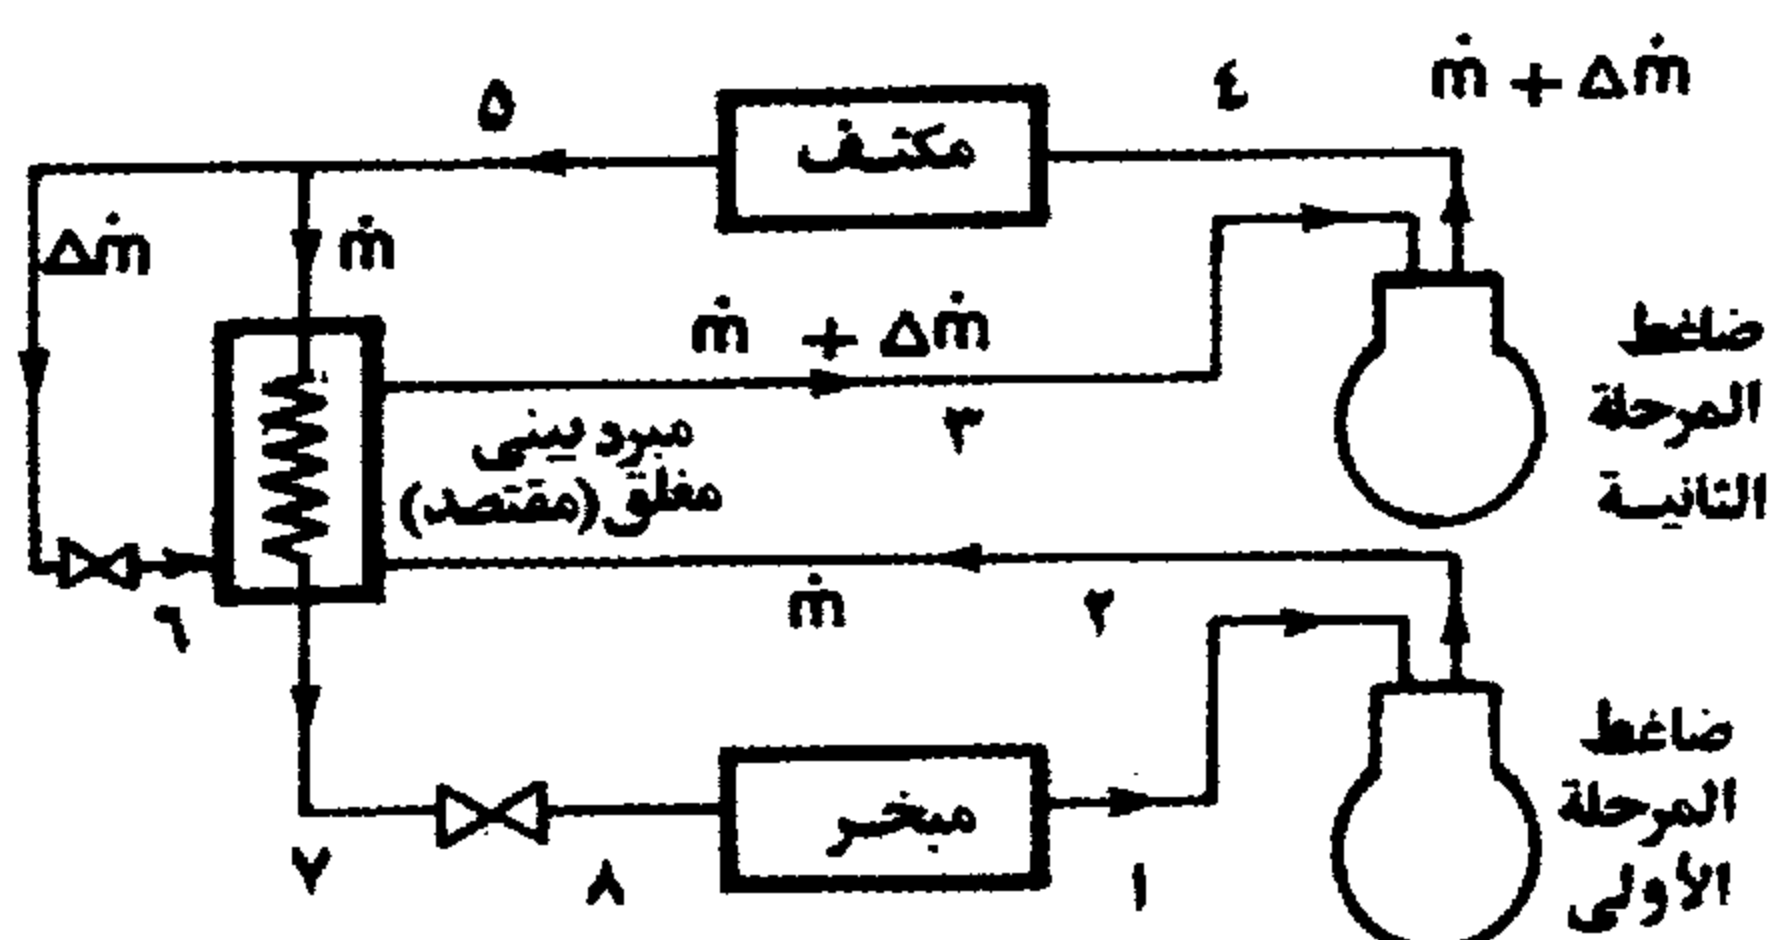 ٤
ṁ + Δṁ
٥
مكثف
Δṁ
ṁ
ṁ + Δṁ
٣
ضاغط
المرحلة
الثانية
مبرد بيني
مغلق (مقتصد)
ṁ
٢
٦
ضاغط
المرحلة
الأولى
مبخر
٧
٨
١